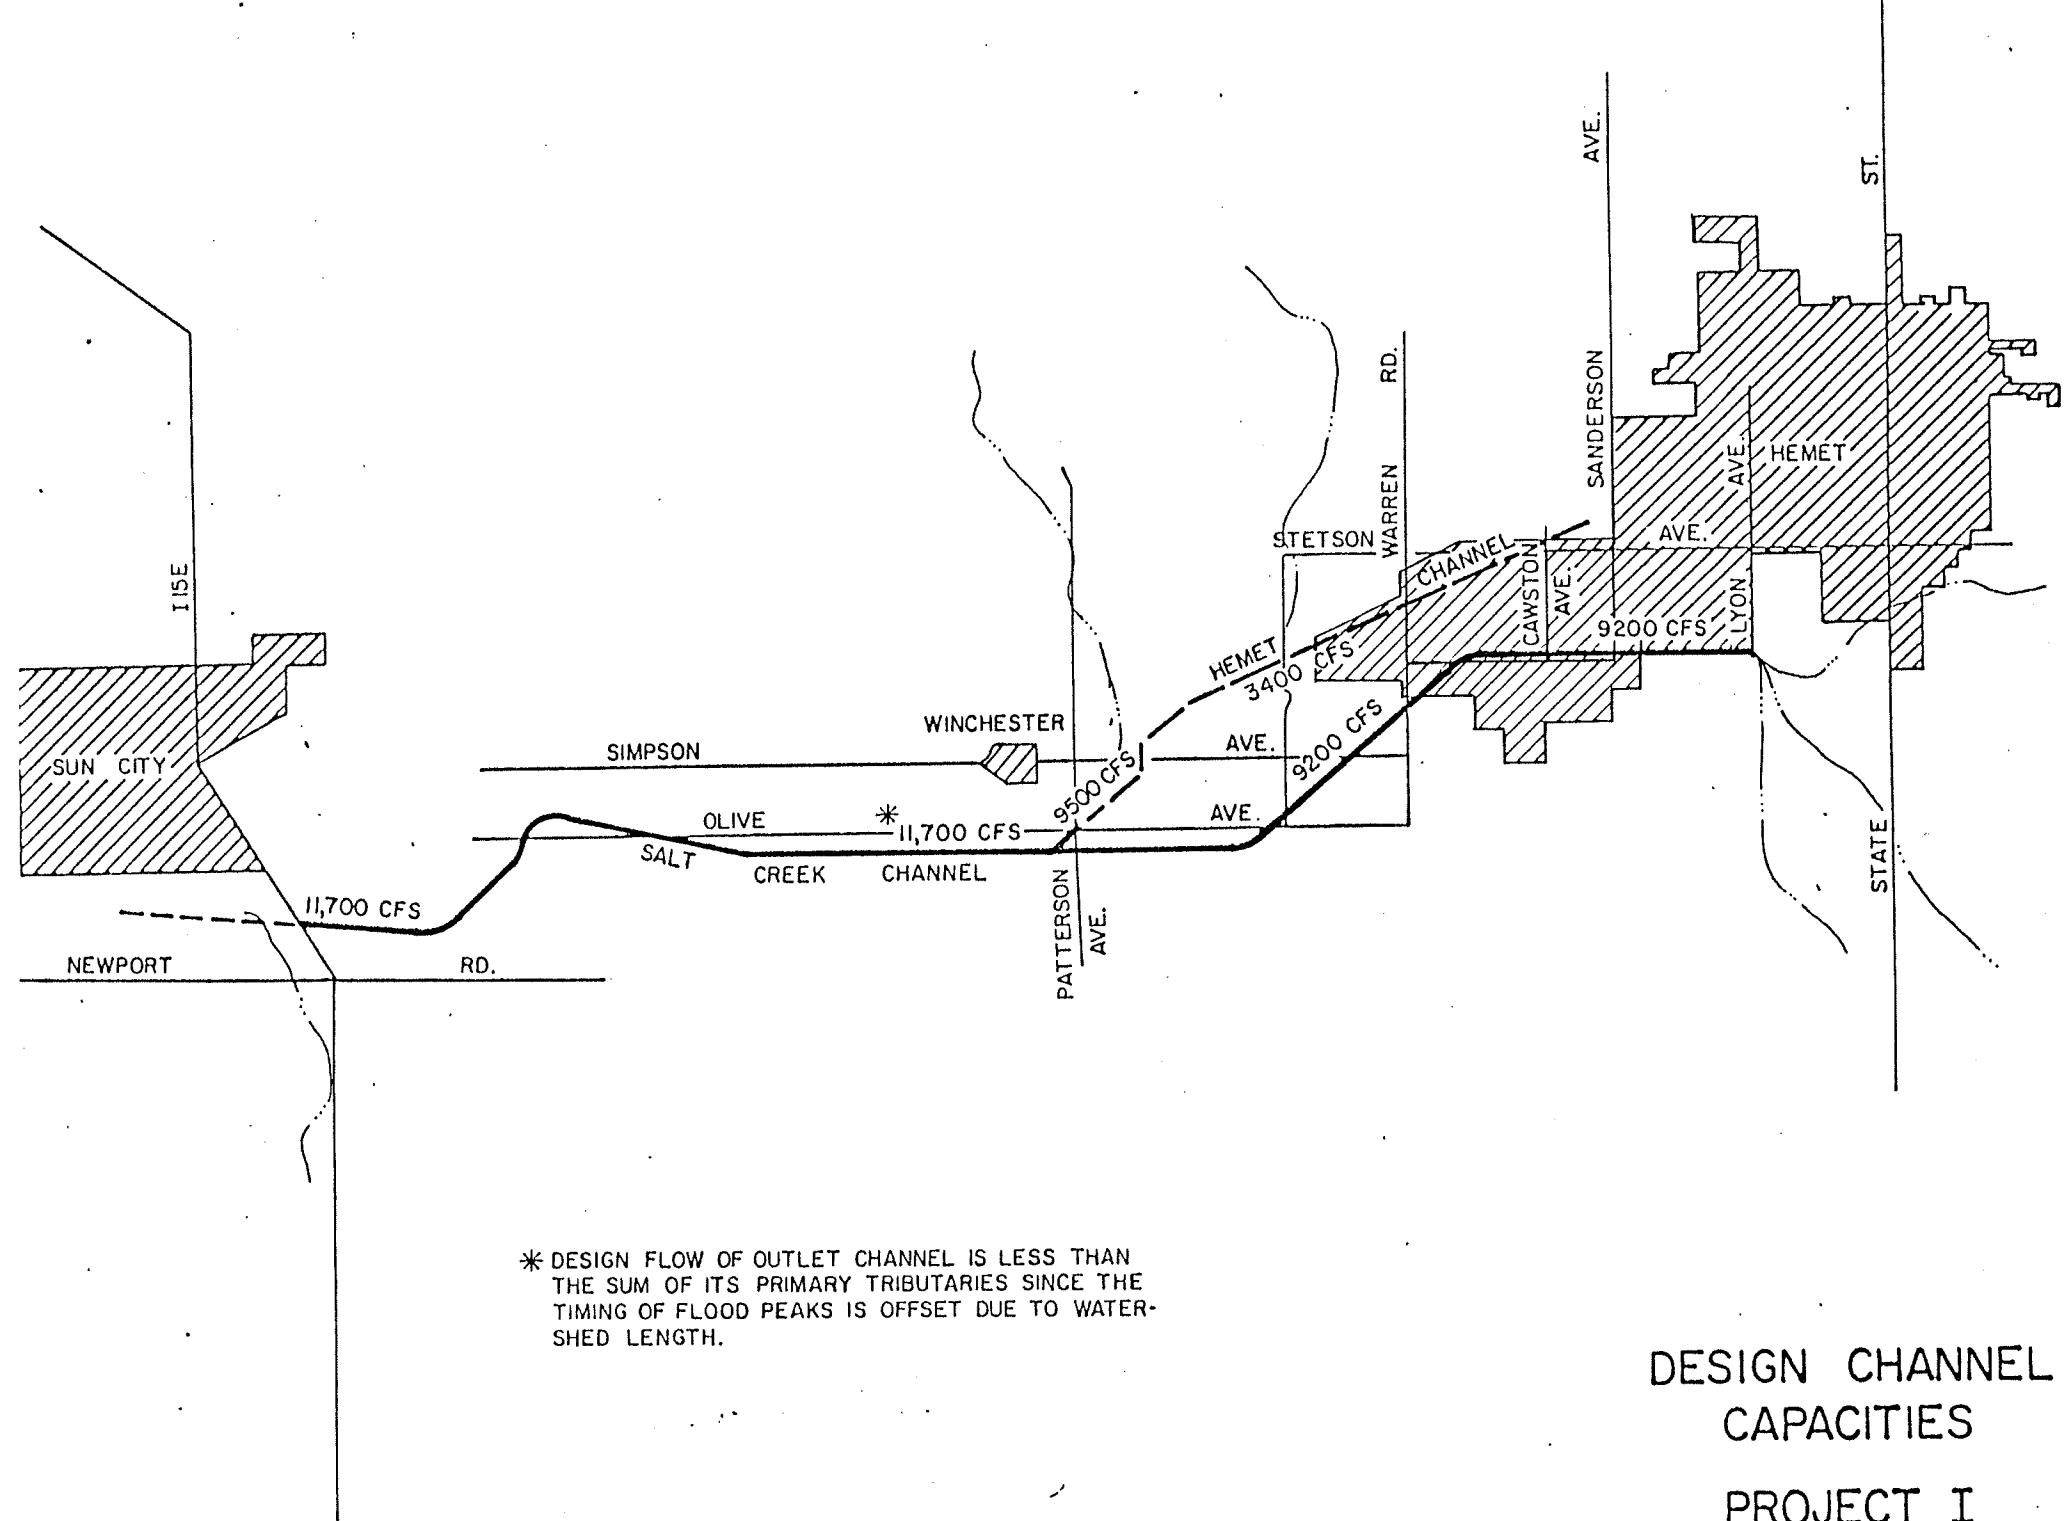 AVE.
ST.
RD.
SANDERSON
AVE.
HEMET
WARREN
STETSON
AVE.
CHANNEL
CAWSTON
AVE.
LYON
I 15E
9200 CFS
HEMET
3400 CFS
WINCHESTER
SIMPSON
AVE.
9200 CFS
SUN CITY
9500 CFS
OLIVE
*
11,700 CFS
AVE.
SALT
CREEK
CHANNEL
STATE
PATTERSON
AVE.
11,700 CFS
NEWPORT
RD.
* DESIGN FLOW OF OUTLET CHANNEL IS LESS THAN
THE SUM OF ITS PRIMARY TRIBUTARIES SINCE THE
TIMING OF FLOOD PEAKS IS OFFSET DUE TO WATER-
SHED LENGTH.
DESIGN CHANNEL
CAPACITIES
PROJECT I